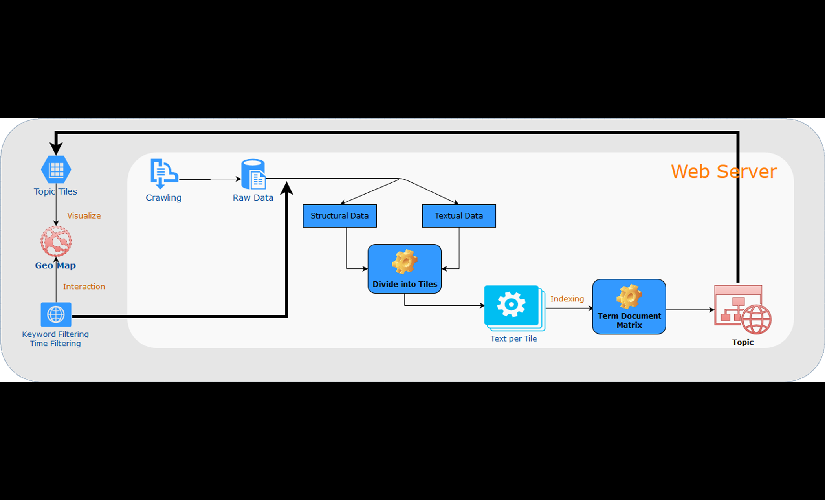 Web Server
Topic Tiles
Crawling
Raw Data
Visualiza
Structural Data
Textual Data
Geo Map
Interaction
Divide into Tiles
Keyword Filtering
Time Filtering
Text per Tile
Indexing
Term Document
Matrix
Topic